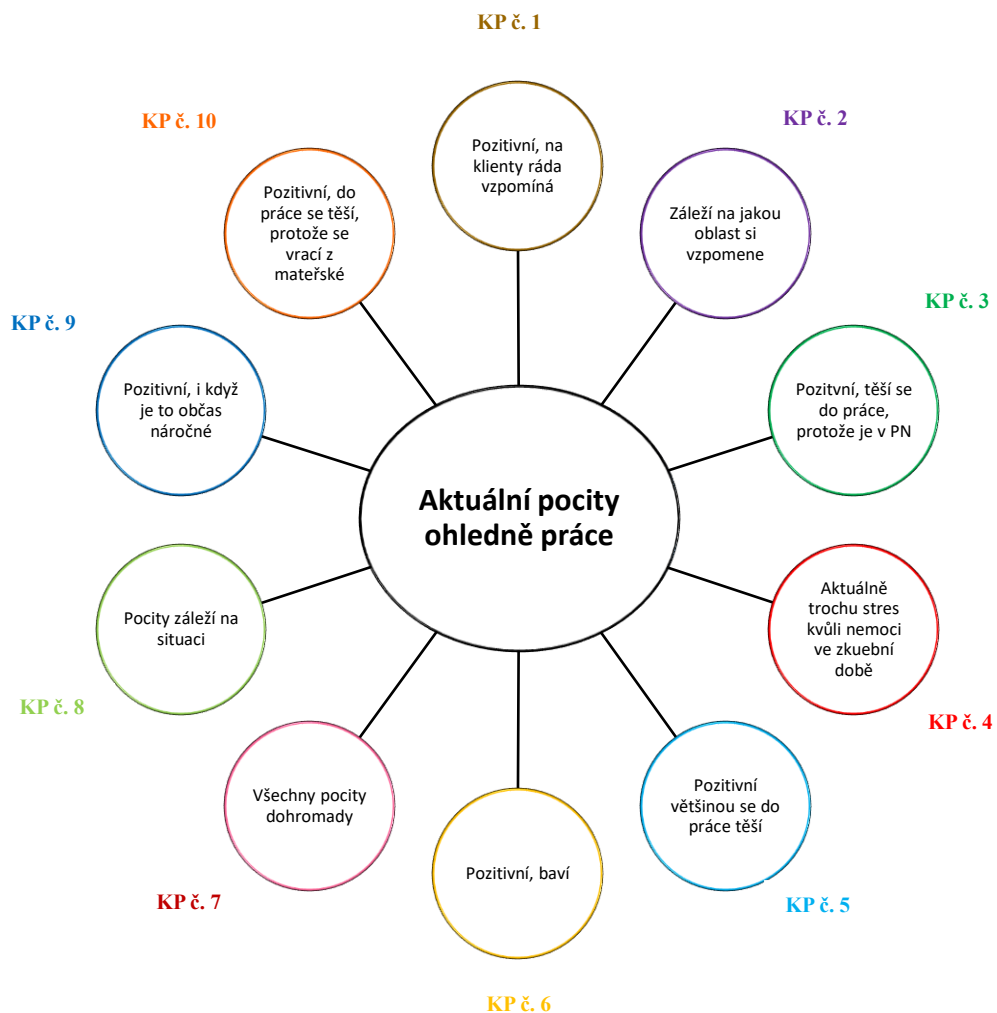 KP č. 1
Pozitivní, na
klienty ráda
vzpomíná
KP č. 2
Záleží na jakou
oblast si
vzpomene
KP č. 3
Pozitvní, těší se
do práce,
protože je v PN
KP č. 4
Aktuálně
trochu stres
kvůli nemoci
ve zkuební
době
KP č. 5
Pozitivní
většinou se do
práce těší
KP č. 6
Pozitivní, baví
KP č. 7
Všechny pocity
dohromady
KP č. 8
Pocity záleží na
situaci
KP č. 9
Pozitivní, i když
je to občas
náročné
KP č. 10
Pozitivní, do
práce se těší,
protože se
vrací z
mateřské
Aktuální pocity
ohledně práce